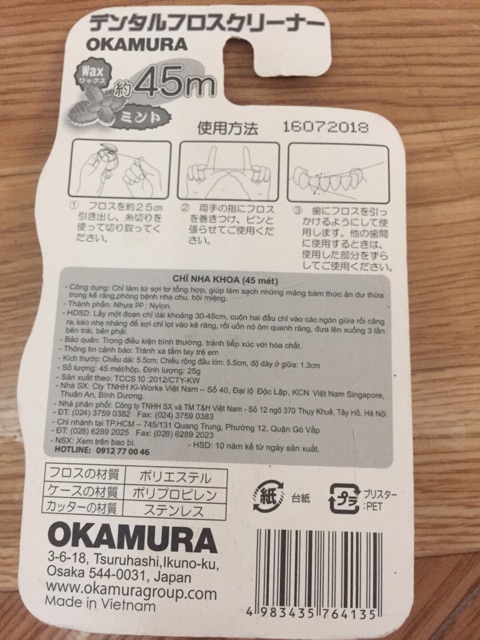 デンタルフロスクリーナー
OKAMURA
Wax
ワックス
約45m
ミント
使用方法 16072018
① フロスを約25cm
引き出し、糸切りを
使って切り取ってく
ださい。
② 両手の指にフロス
を巻きつけ、ピンと
張らせてご使用くだ
さい。
③ 歯にフロスを引っ
かけるようにして使
用します。他の歯間
に使用するときは、
使用した部分をずら
してご使用ください。
CHỈ NHA KHOA (45 mét)
- Công dụng: Chỉ làm từ sợi tơ tổng hợp, giúp làm sạch những mảng bám thức ăn dư thừa
trong kẽ răng,phòng bệnh nha chu, hôi miệng.
- Thành phần: Nhựa PP ; Nylon.
- HDSD: Lấy một đoạn chỉ dài khoảng 30-45cm, cuộn hai đầu chỉ vào các ngón giữa rồi căng
ra, kéo nhẹ nhàng để sợi chỉ lọt vào kẽ răng, rồi uốn nó ôm quanh răng, đưa lên xuống 3 lần
bên trái, bên phải.
- Bảo quản: Trong điều kiện bình thường, tránh tiếp xúc với hóa chất.
- Thông tin cảnh báo: Tránh xa tầm tay trẻ em
- Kích thước: Chiều dài: 5.5cm; Chiều rộng đầu lớn: 5.5cm, độ dày ở giữa: 1.3cm
- Số lượng: 45 mét/hộp, Định lượng: 25g
- Sản xuất theo: TCCS 10 :2012/CTY-KW
- Nhà SX: Cty TNHH Ki-Works Việt Nam – Số 40, Đại lộ Độc Lập, KCN Việt Nam Singapore,
Thuận An, Bình Dương.
- Nhà phân phối: Công ty TNHH SX và TM T&H Việt Nam - Số 12 ngõ 370 Thụy Khuê, Tây Hồ, Hà Nội
- ĐT: (024) 3759 0382 Fax: (024) 3759 0383
- Chi nhánh tại TP.HCM – 745/131 Quang Trung, Phường 12, Quận Gò Vấp
- ĐT: (028) 6289 2025 Fax: (028) 6289 2023
- NSX: Xem trên bao bì. - HSD: 10 năm kể từ ngày sản xuất.
HOTLINE: 0912 77 00 46
フロスの材質 ポリエステル
ケースの材質 ポリプロピレン
カッターの材質 ステンレス
紙 台紙
プラ ブリスター
:PET
OKAMURA
3-6-18, Tsuruhashi,Ikuno-ku,
Osaka 544-0031, Japan
www.okamuragroup.com
Made in Vietnam
4 983435 764135